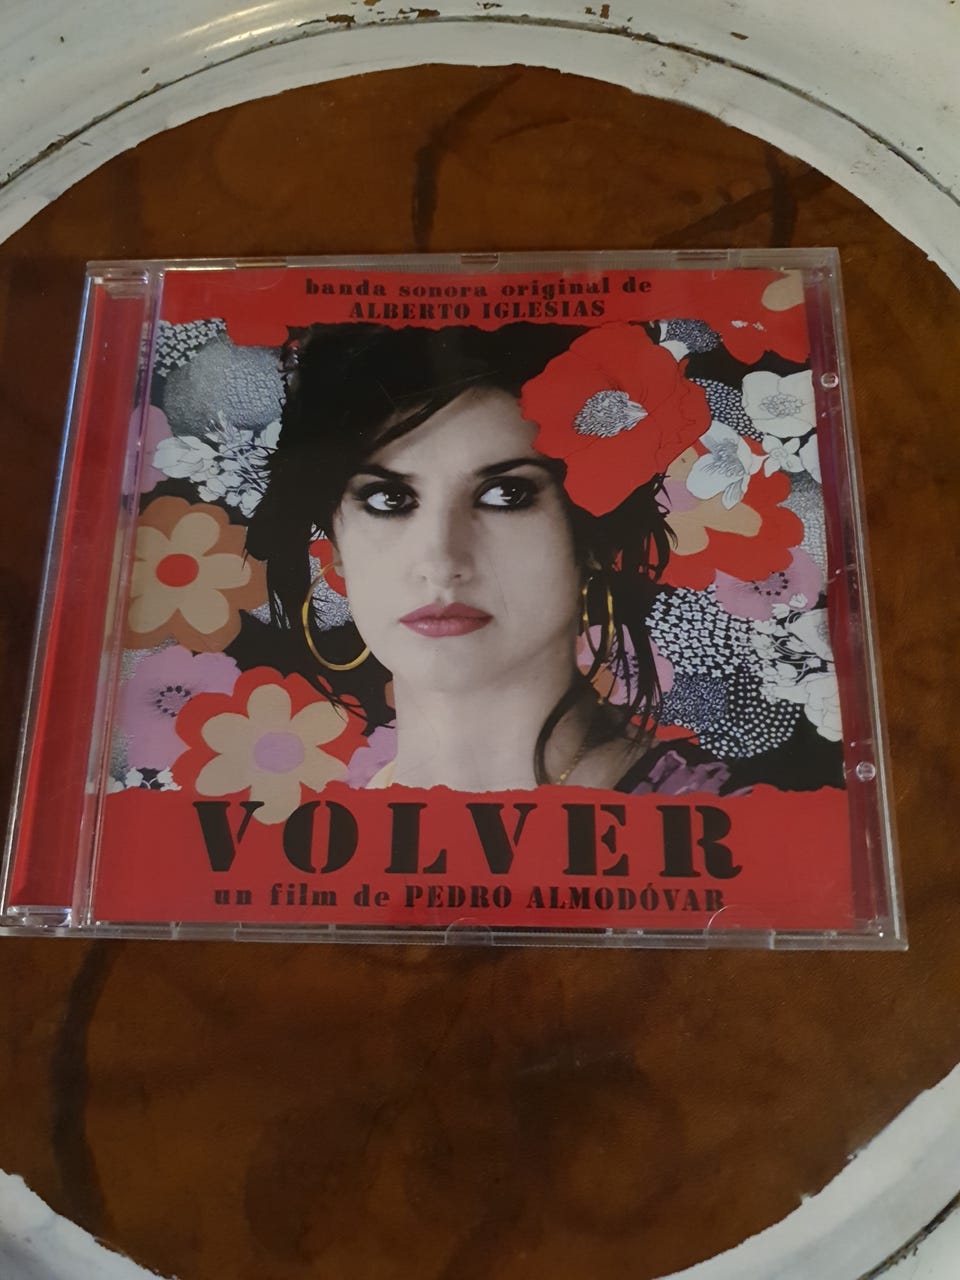 banda sonora original de
ALBERTO IGLESIAS
VOLVER
un film de PEDRO ALMODÓVAR